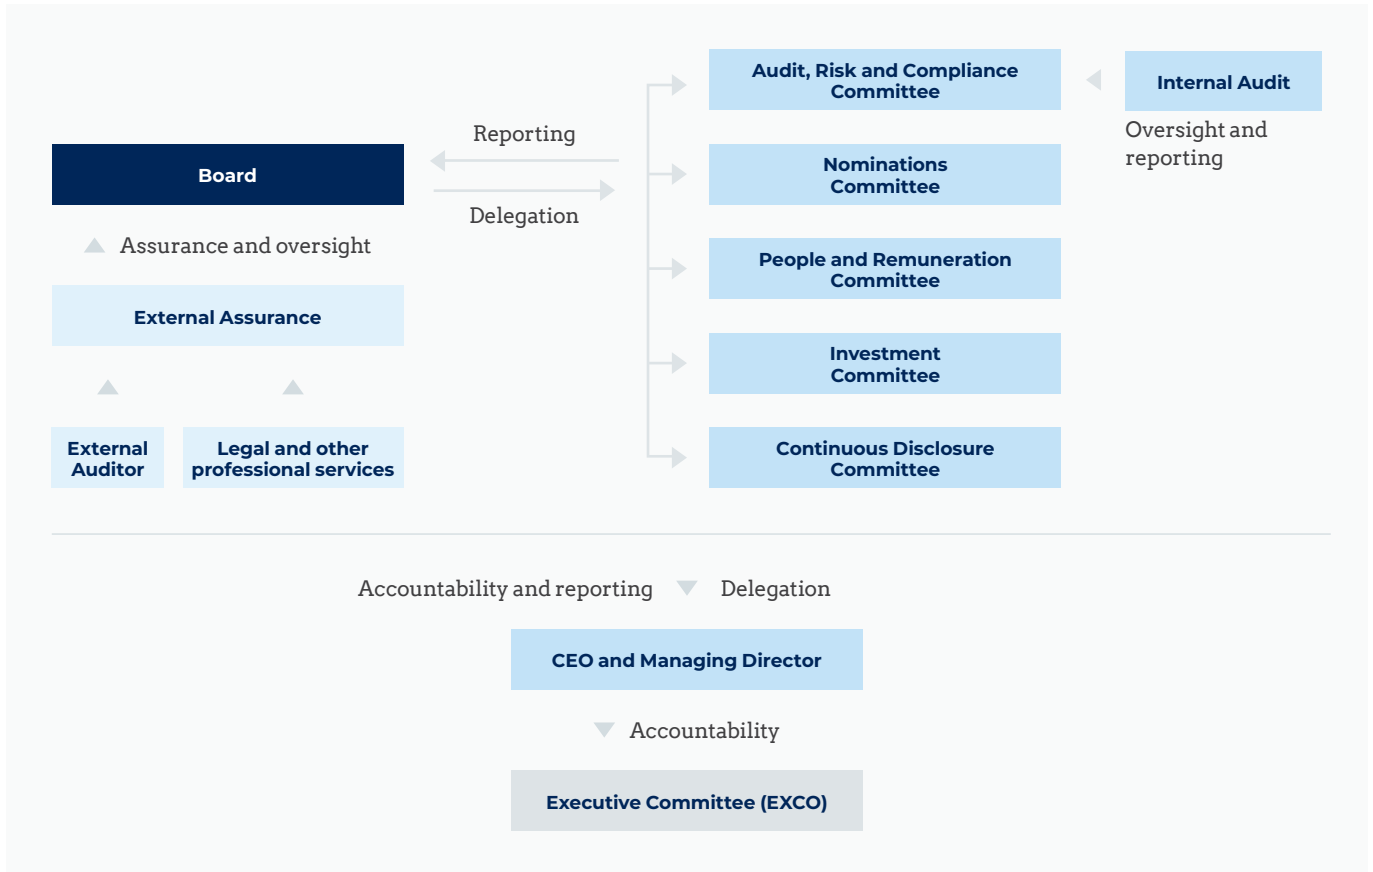 Audit, Risk and Compliance
Committee
Internal Audit
Oversight and
reporting
Reporting
Board
Delegation
Nominations
Committee
Assurance and oversight
People and Remuneration
Committee
External Assurance
Investment
Committee
External
Auditor
Legal and other
professional services
Continuous Disclosure
Committee
Accountability and reporting
Delegation
CEO and Managing Director
Accountability
Executive Committee (EXCO)